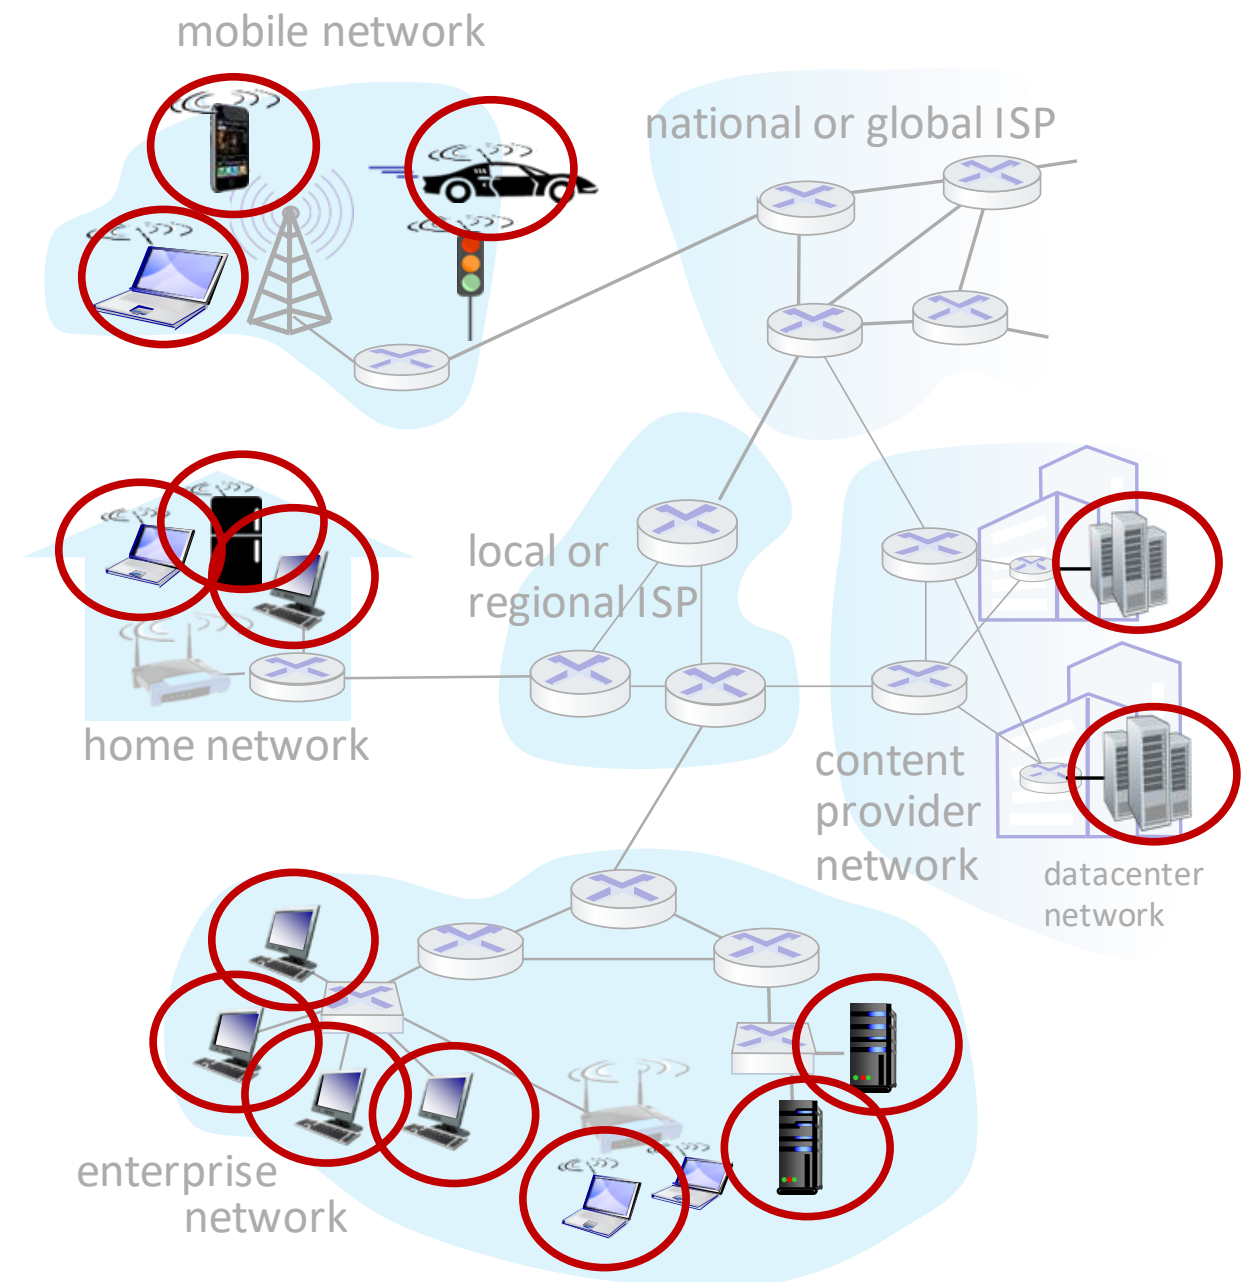 mobile network
national or global ISP
local or
regional ISP
home network
content
provider
network
datacenter
network
enterprise
network